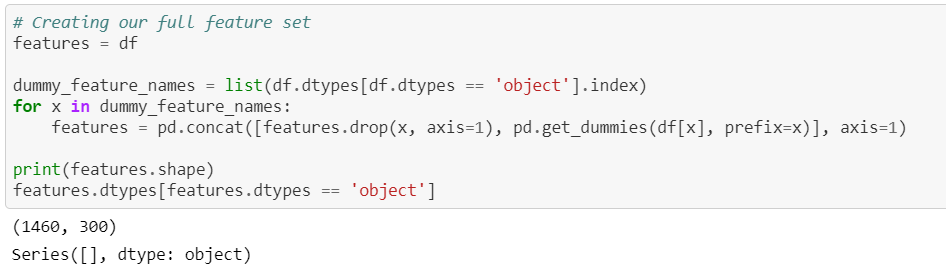 # Creating our full feature set
features = df
dummy_feature_names = list(df.dtypes[df.dtypes == 'object'].index)
for x in dummy_feature_names:
    features = pd.concat([features.drop(x, axis=1), pd.get_dummies(df[x], prefix=x)], axis=1)
print(features.shape)
features.dtypes[features.dtypes == 'object']
(1460, 300)
Series([], dtype: object)